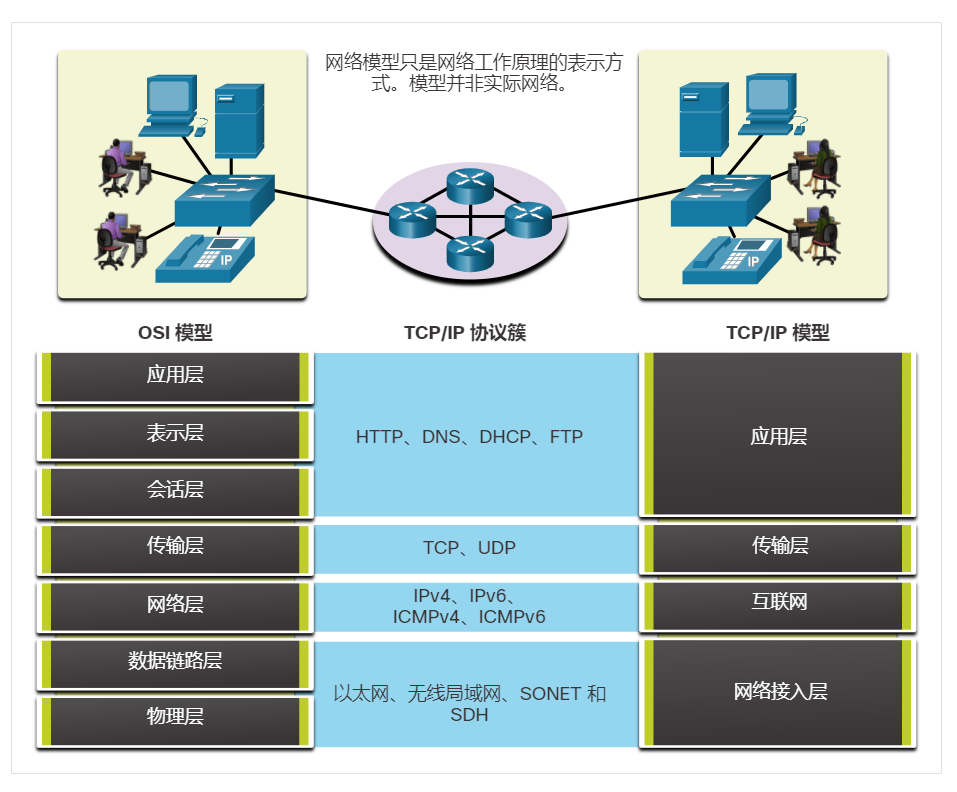 网络模型只是网络工作原理的表示方
式。模型并非实际网络。
IP
IP
OSI 模型
TCP/IP 协议簇
TCP/IP 模型
应用层
表示层
会话层
HTTP、DNS、DHCP、FTP
应用层
传输层
TCP、UDP
传输层
网络层
IPv4、IPv6、
ICMPv4、ICMPv6
互联网
数据链路层
物理层
以太网、无线局域网、SONET 和
SDH
网络接入层